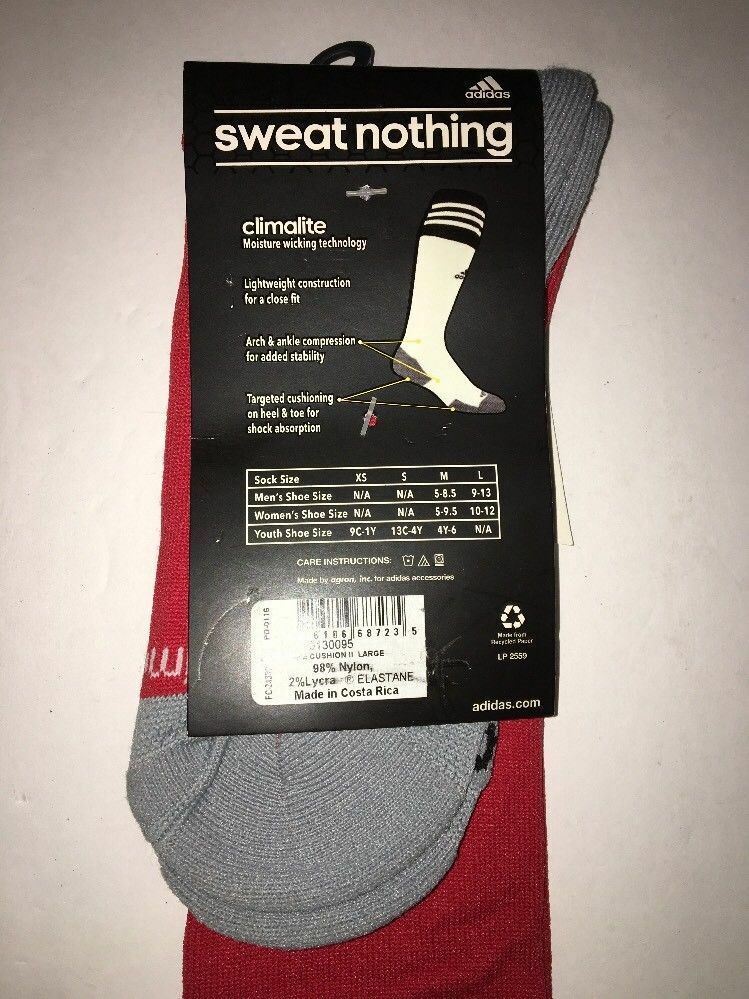 adidas
sweat nothing
climalite
Moisture wicking technology
Lightweight construction
for a close fit
Arch & ankle compression
for added stability
Targeted cushioning
on heel & toe for
shock absorption
Sock Size XS S M L
Men's Shoe Size N/A N/A 5-8.5 9-13
Women's Shoe Size N/A N/A 5-9.5 10-12
Youth Shoe Size 9C-1Y 13C-4Y 4Y-6 N/A
CARE INSTRUCTIONS:
Made by agron, inc. for adidas accessories
PO-0116
68723 5
5130095
CUSHION II LARGE
98% Nylon,
2%Lycra ® ELASTANE
Made in Costa Rica
Made from
Recycled Paper
LP 2559
adidas.com